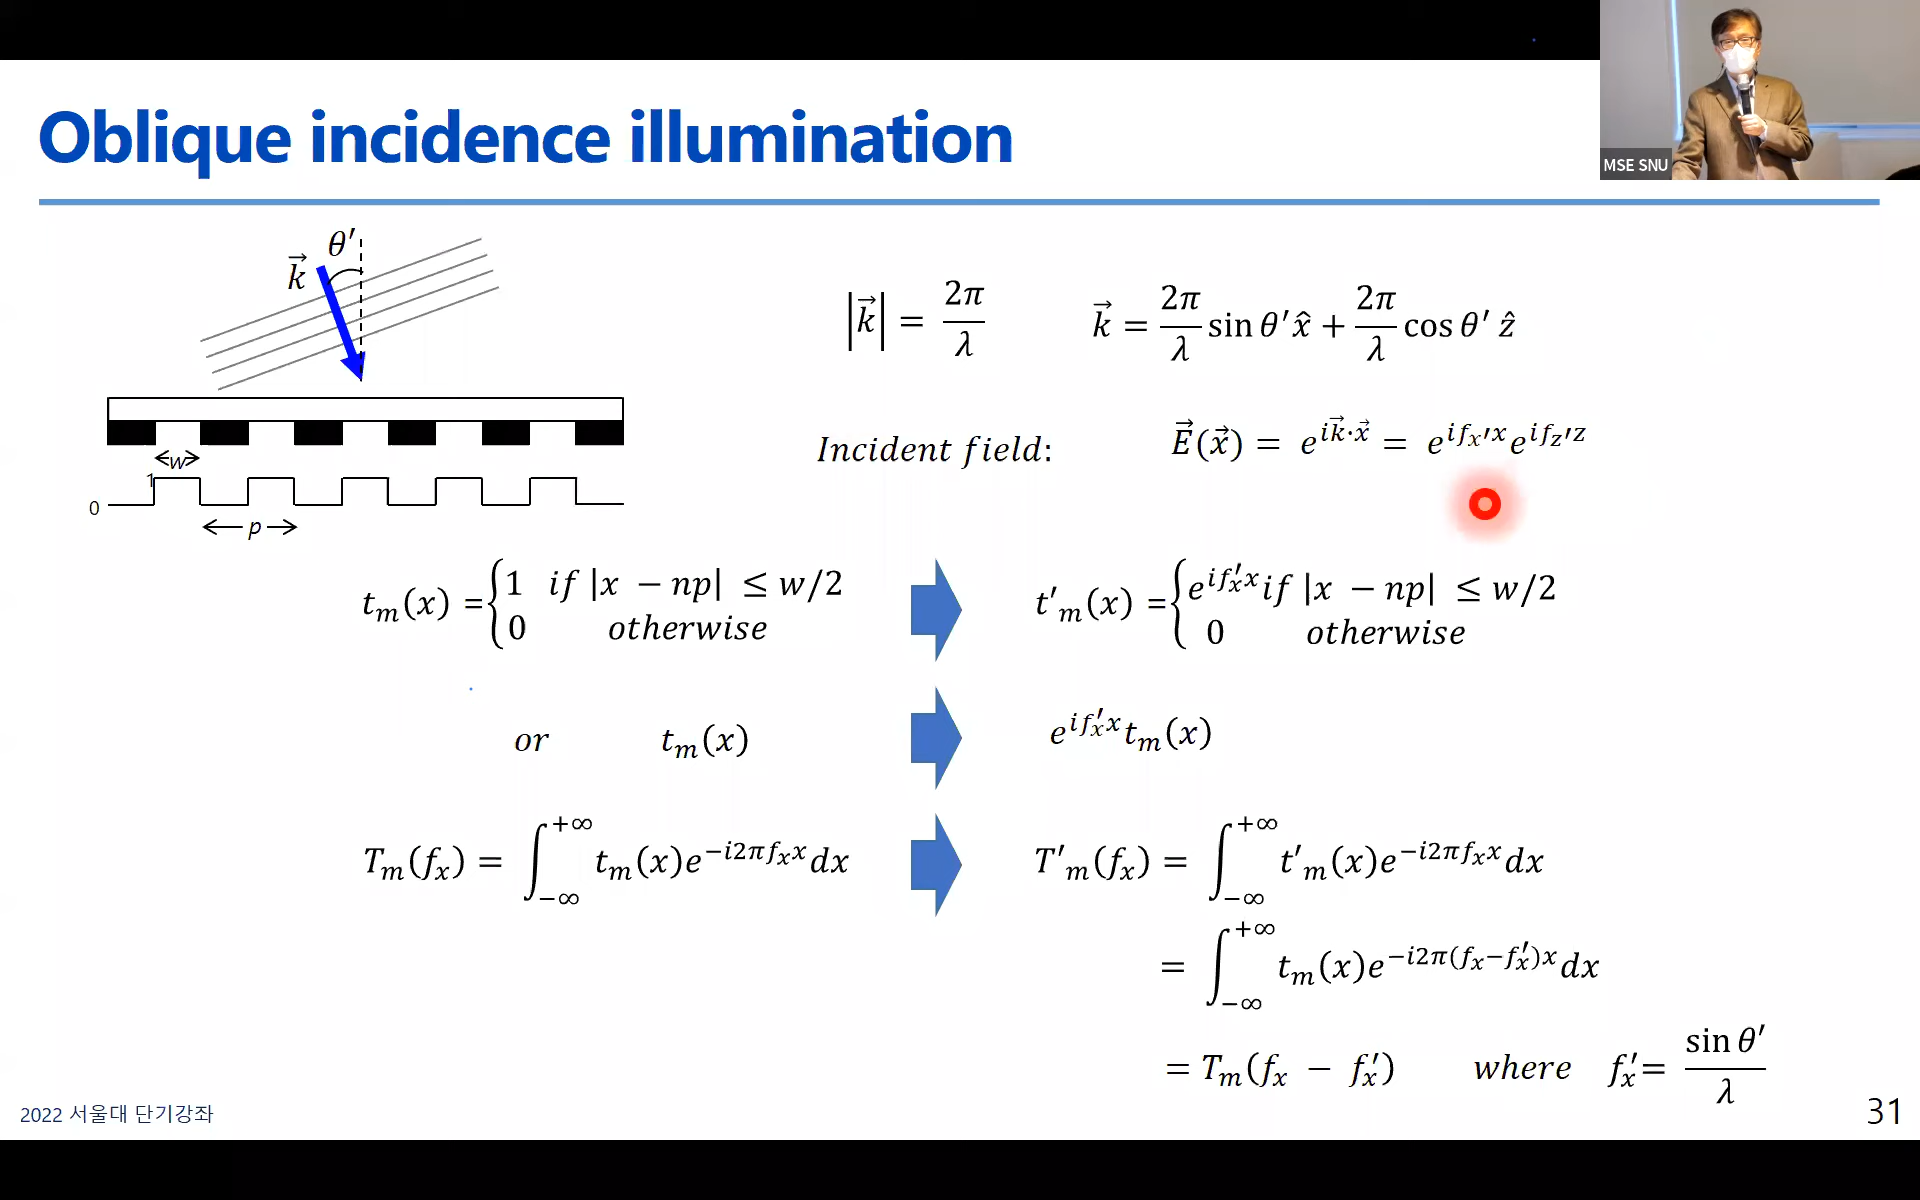 MSE SNU
Oblique incidence illumination
θ′
k⃗
|k⃗| = 2π/λ    k⃗ = 2π/λ sin θ′x̂ + 2π/λ cos θ′ ẑ
Incident field:    E⃗(x⃗) = e^{ik⃗·x⃗} = e^{if_x′x}e^{if_z′z}
w
1
0
p
t_m(x) = {1 if |x − np| ≤ w/2    t′_m(x) = {e^{if′_x x} if |x − np| ≤ w/2
0 otherwise    0 otherwise
or    t_m(x)    e^{if′_x x}t_m(x)
T_m(f_x) = ∫_{−∞}^{+∞} t_m(x)e^{−i2πf_x x}dx    T′_m(f_x) = ∫_{−∞}^{+∞} t′_m(x)e^{−i2πf_x x}dx
= ∫_{−∞}^{+∞} t_m(x)e^{−i2π(f_x−f′_x)x}dx
= T_m(f_x − f′_x)    where    f′_x = sin θ′/λ
2022 서울대 단기강좌
31